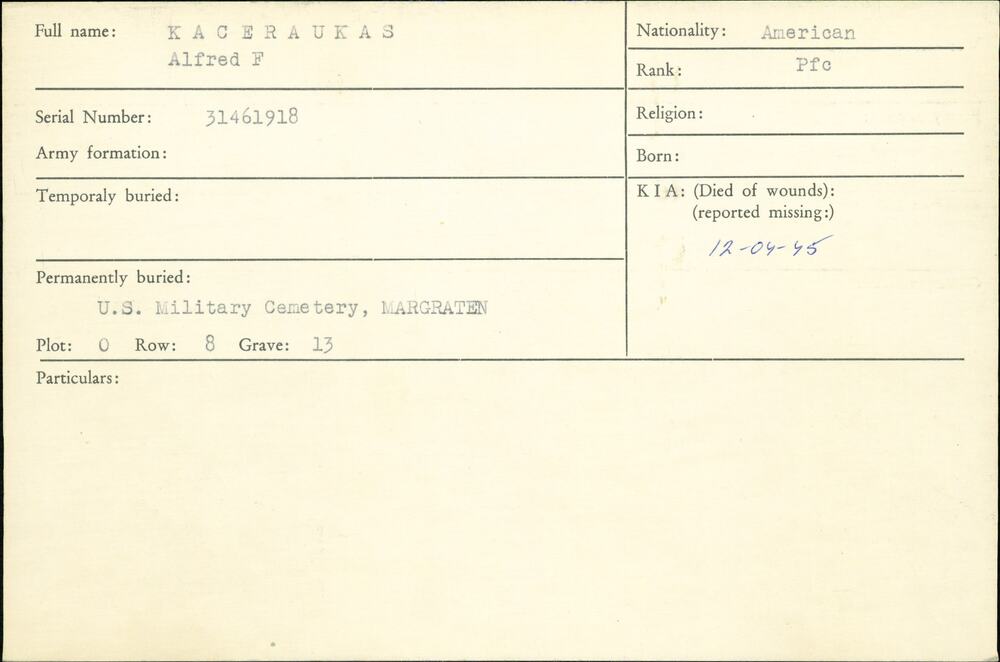 Full name: K A C E R A U K A S
Alfred F
Serial Number: 31461918
Army formation:
Temporaly buried:
Permanently buried:
U.S. Military Cemetery, MARGRATEN
Plot: O Row: 8 Grave: 13
Nationality: American
Rank: Pfc
Religion:
Born:
K I A: (Died of wounds):
(reported missing:)
12-04-45
Particulars: